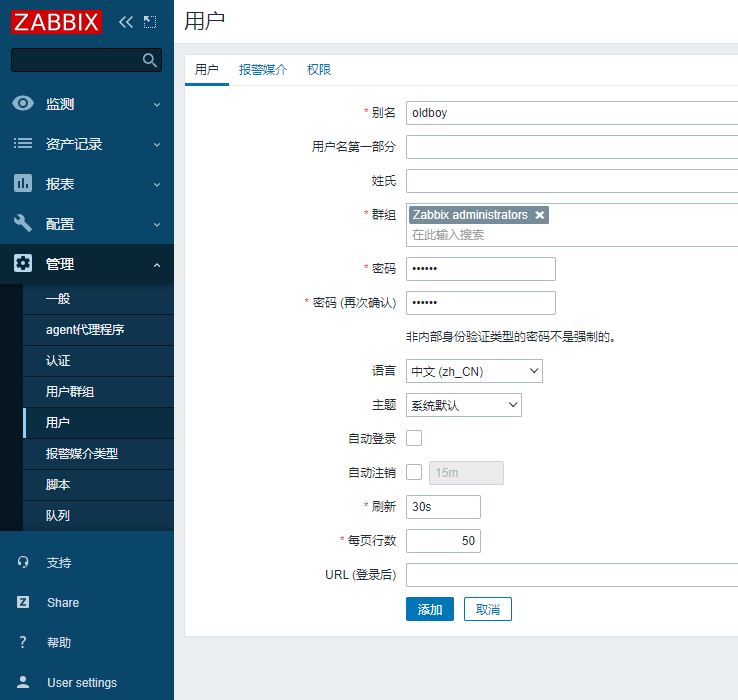 ZABBIX
监测
资产记录
报表
配置
管理
一般
agent代理程序
认证
用户群组
用户
报警媒介类型
脚本
队列
支持
Share
帮助
User settings
用户
用户 报警媒介 权限
* 别名 oldboy
用户名第一部分
姓氏
* 群组 Zabbix administrators
在此输入搜索
* 密码 ••••••
* 密码 (再次确认) ••••••
非内部身份验证类型的密码不是强制的。
语言 中文 (zh_CN)
主题 系统默认
自动登录
自动注销 15m
* 刷新 30s
* 每页行数 50
URL (登录后)
添加 取消